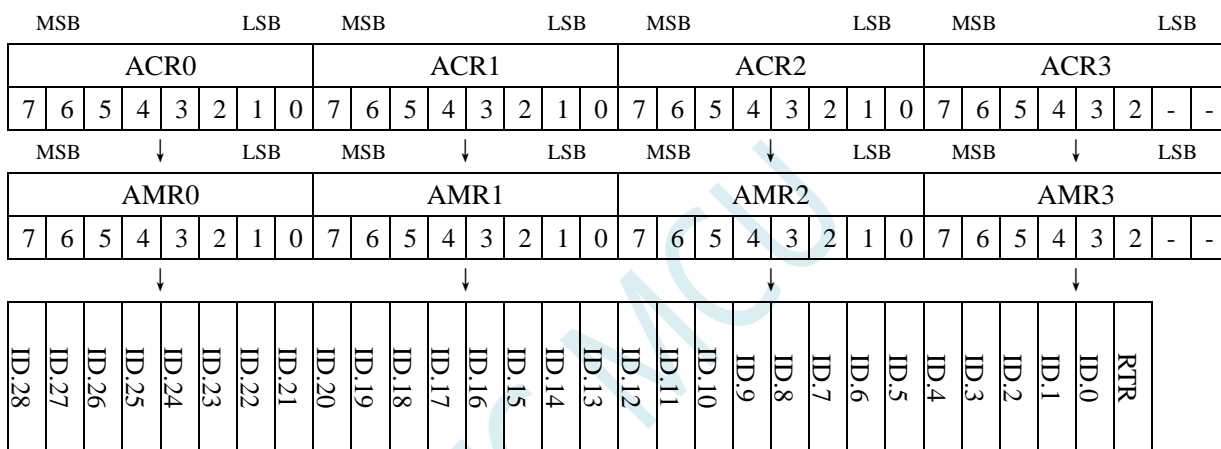 MSB LSB MSB LSB MSB LSB MSB LSB
ACR0 ACR1 ACR2 ACR3
7 6 5 4 3 2 1 0 7 6 5 4 3 2 1 0 7 6 5 4 3 2 1 0 7 6 5 4 3 2 - -
MSB ↓ LSB MSB ↓ LSB MSB ↓ LSB MSB ↓ LSB
AMR0 AMR1 AMR2 AMR3
7 6 5 4 3 2 1 0 7 6 5 4 3 2 1 0 7 6 5 4 3 2 1 0 7 6 5 4 3 2 - -
↓ ↓ ↓ ↓
ID.28 ID.27 ID.26 ID.25 ID.24 ID.23 ID.22 ID.21 ID.20 ID.19 ID.18 ID.17 ID.16 ID.15 ID.14 ID.13 ID.12 ID.11 ID.10 ID.9 ID.8 ID.7 ID.6 ID.5 ID.4 ID.3 ID.2 ID.1 ID.0 RTR
MCU